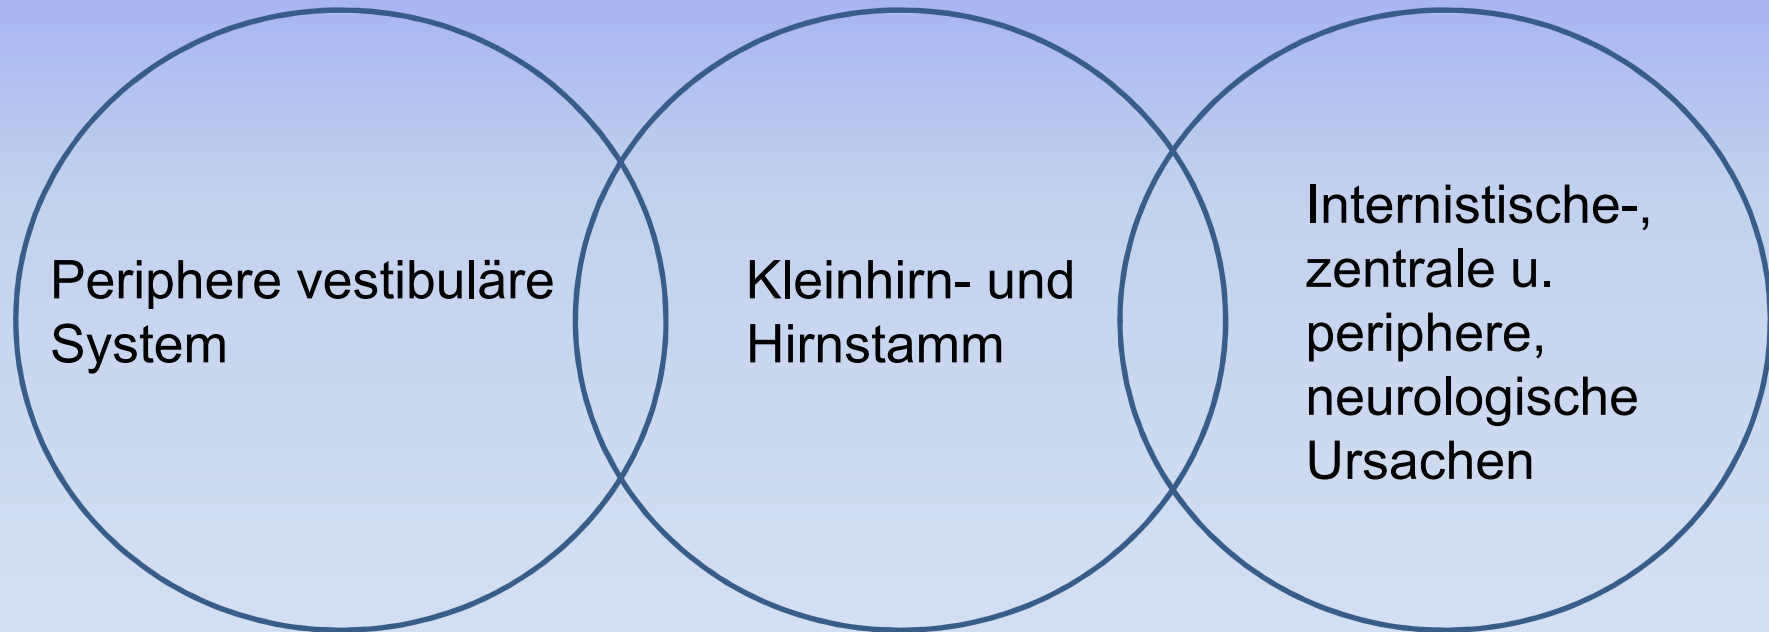 Periphere vestibuläre
System
Kleinhirn- und
Hirnstamm
Internistische-,
zentrale u.
periphere,
neurologische
Ursachen